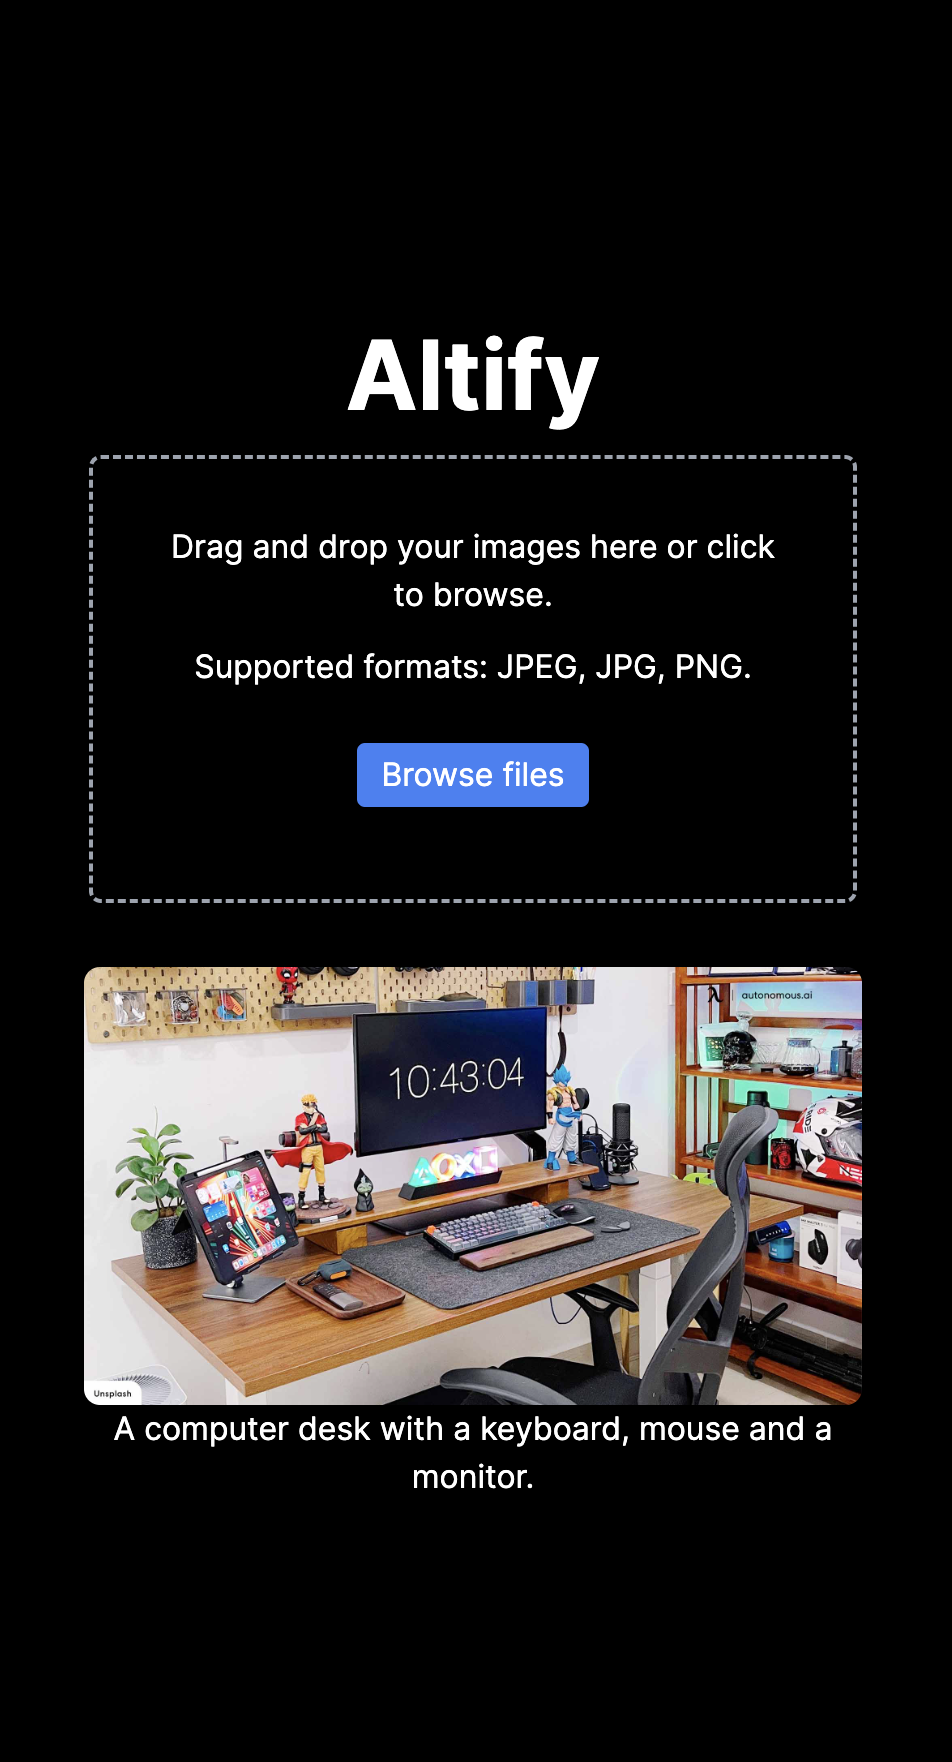 Altify
Drag and drop your images here or click
to browse.
Supported formats: JPEG, JPG, PNG.
Browse files
autonomous.ai
10:43:04
Unsplash
A computer desk with a keyboard, mouse and a
monitor.